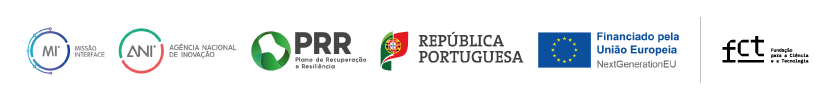 MI
MISSÃO
INTERFACE
ANI
AGÊNCIA NACIONAL
DE INOVAÇÃO
PRR
Plano de Recuperação
e Resiliência
REPÚBLICA
PORTUGUESA
Financiado pela
União Europeia
NextGenerationEU
fct
Fundação
para a Ciência
e a Tecnologia